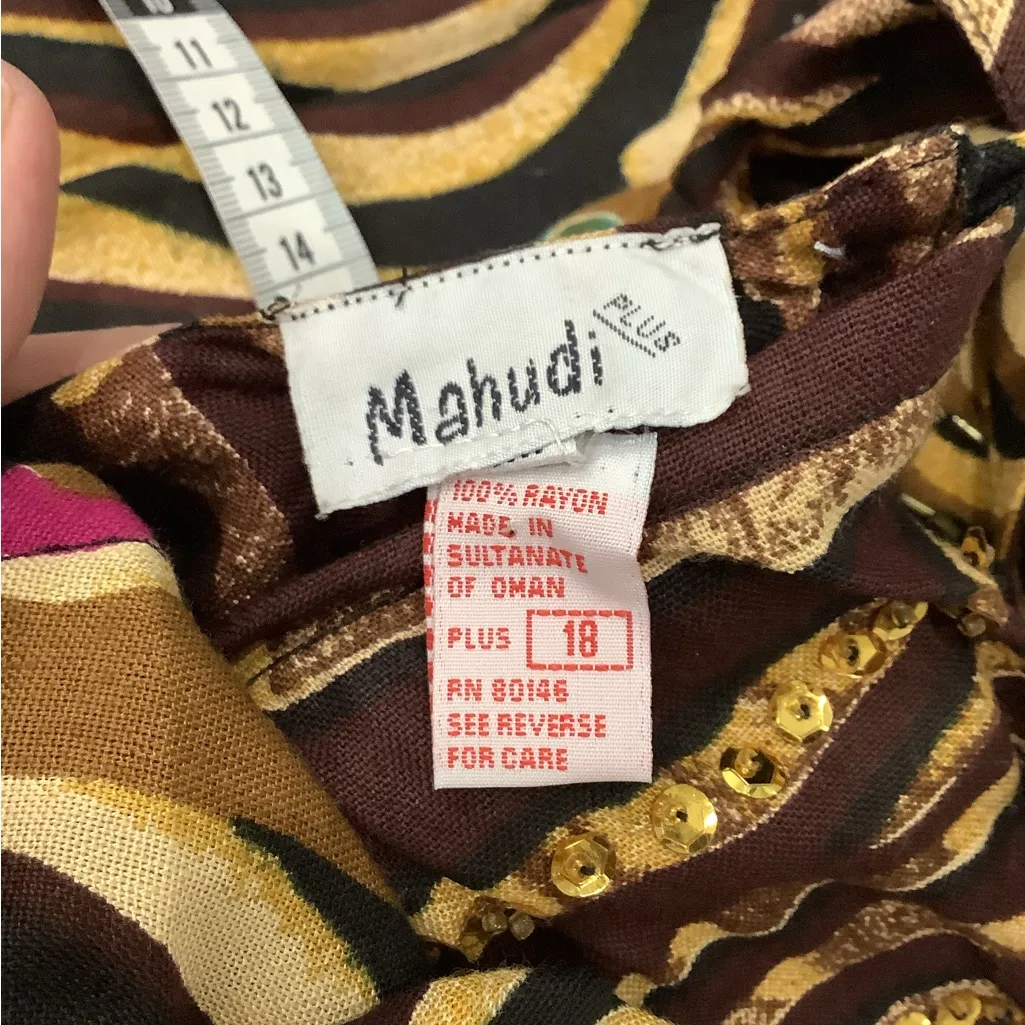 11
12
13
14
Mahudi
PLUS
100% RAYON
MADE IN
SULTANATE
OF OMAN
PLUS 18
RN 80146
SEE REVERSE
FOR CARE